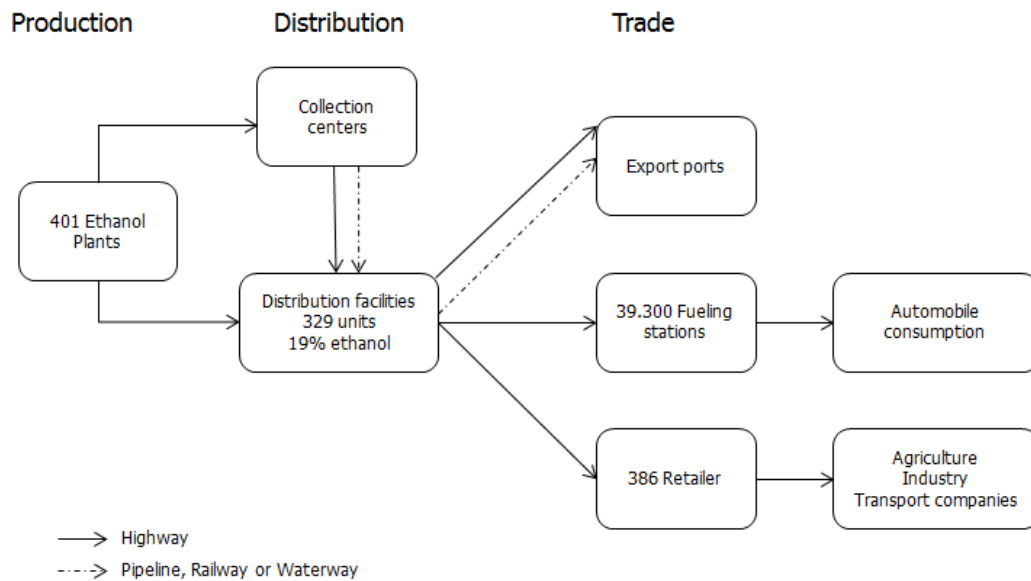 Production
Distribution
Trade
Collection
centers
Export ports
401 Ethanol
Plants
Distribution facilities
329 units
19% ethanol
39.300 Fueling
stations
Automobile
consumption
386 Retailer
Agriculture
Industry
Transport companies
Highway
Pipeline, Railway or Waterway